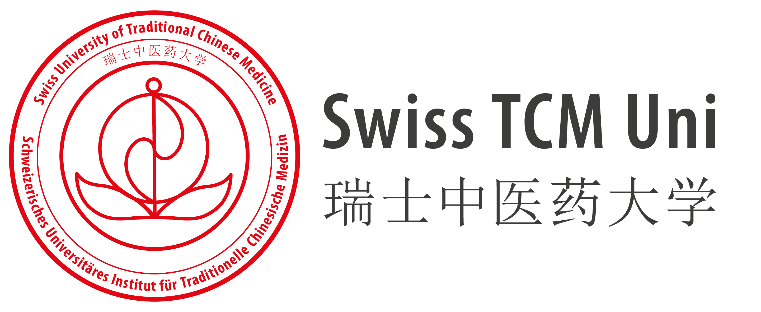 Swiss University of Traditional Chinese Medicine
瑞士中医药大学
Schweizerisches Universitäres Institut für Traditionelle Chinesische Medizin
Swiss TCM Uni
瑞士中医药大学